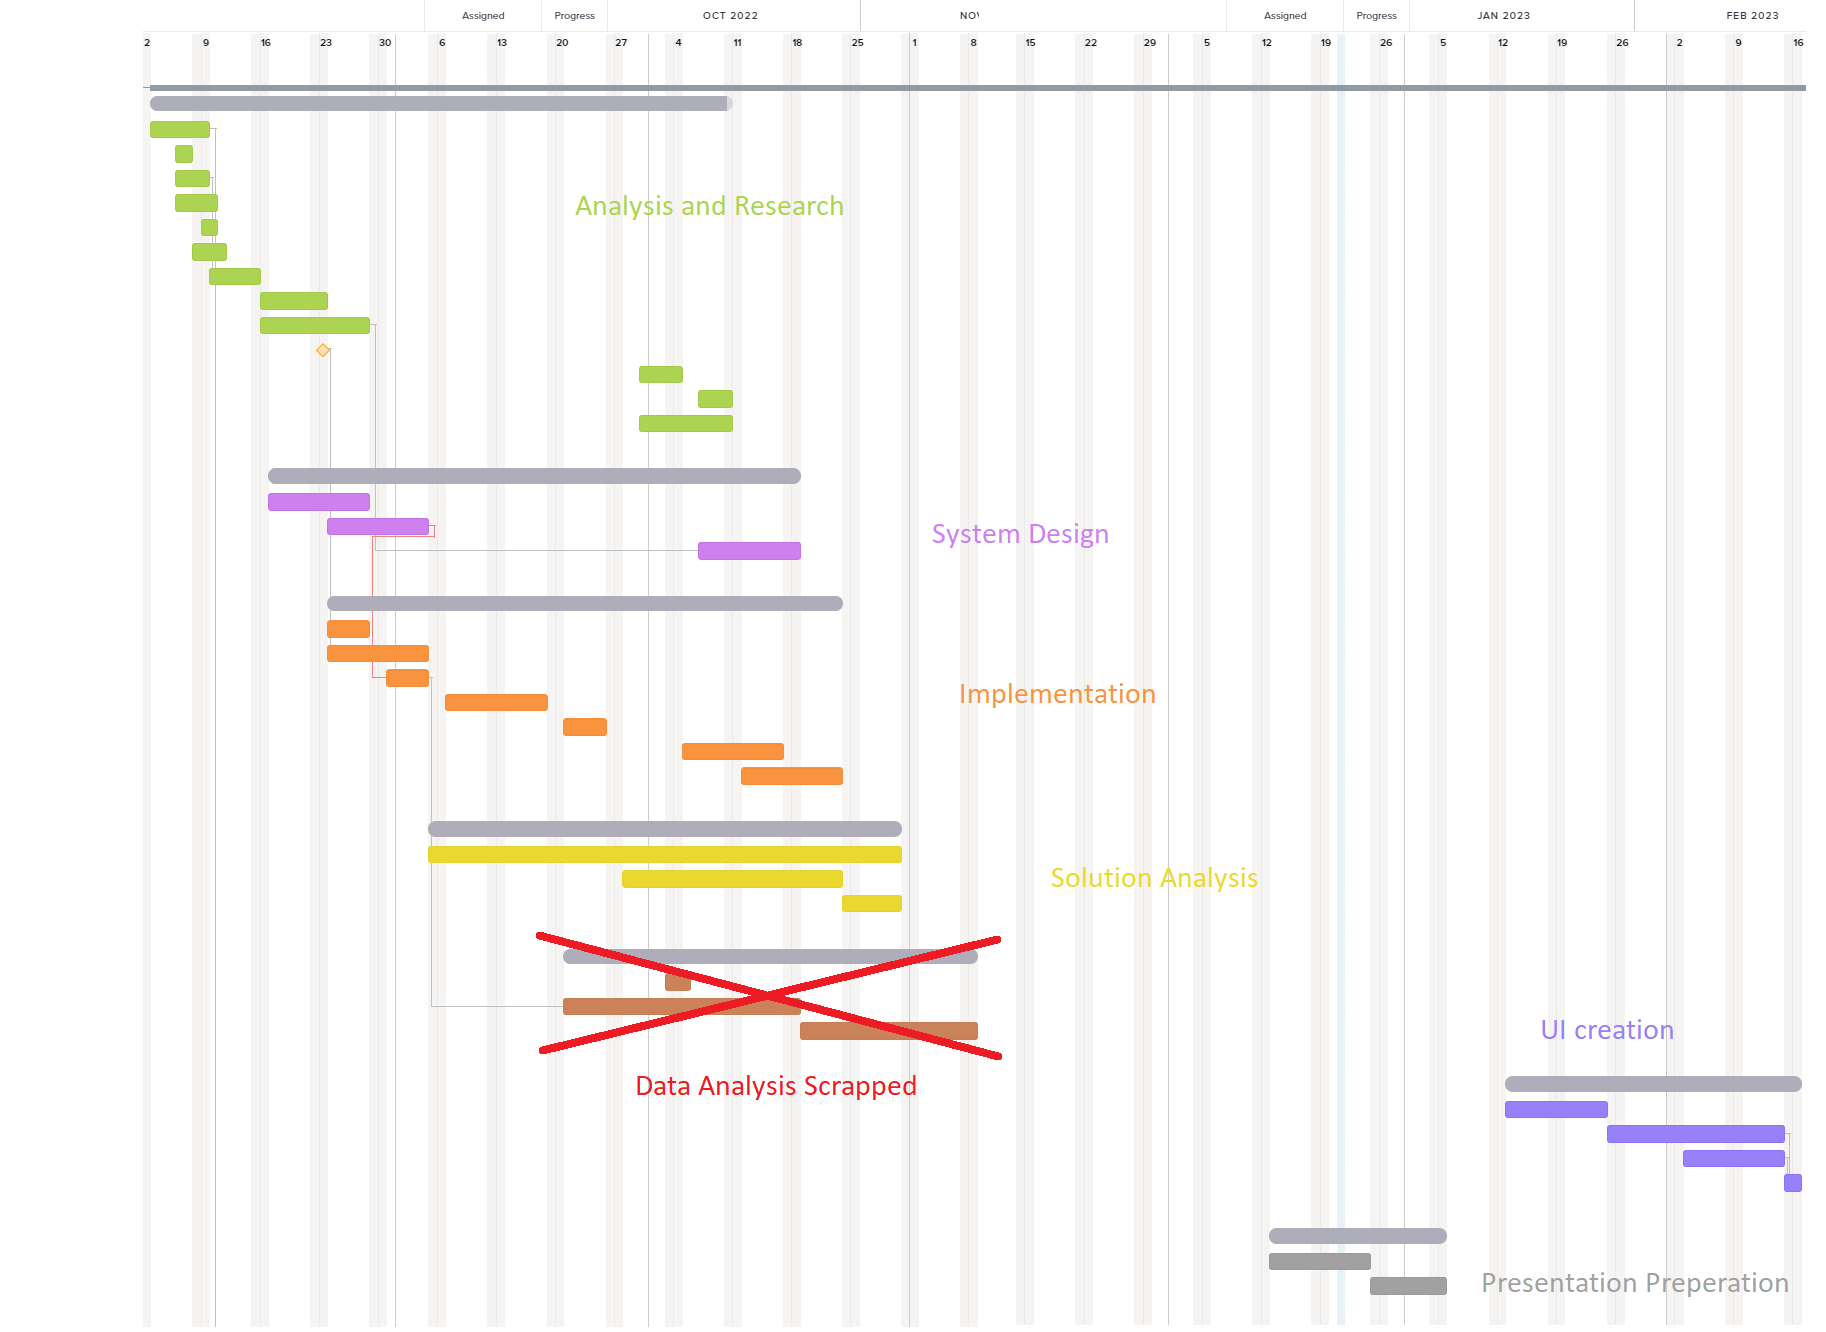 Assigned Progress OCT 2022 NOV Assigned Progress JAN 2023 FEB 2023
2 9 16 23 30 6 13 20 27 4 11 18 25 1 8 15 22 29 5 12 19 26 5 12 19 26 2 9 16
Analysis and Research
System Design
Implementation
Solution Analysis
UI creation
Data Analysis Scrapped
Presentation Preperation